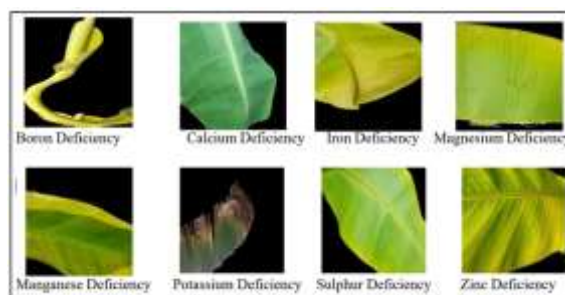 Boron Deficiency
Calcium Deficiency
Iron Deficiency
Magnesium Deficiency
Manganese Deficiency
Potassium Deficiency
Sulphur Deficiency
Zinc Deficiency